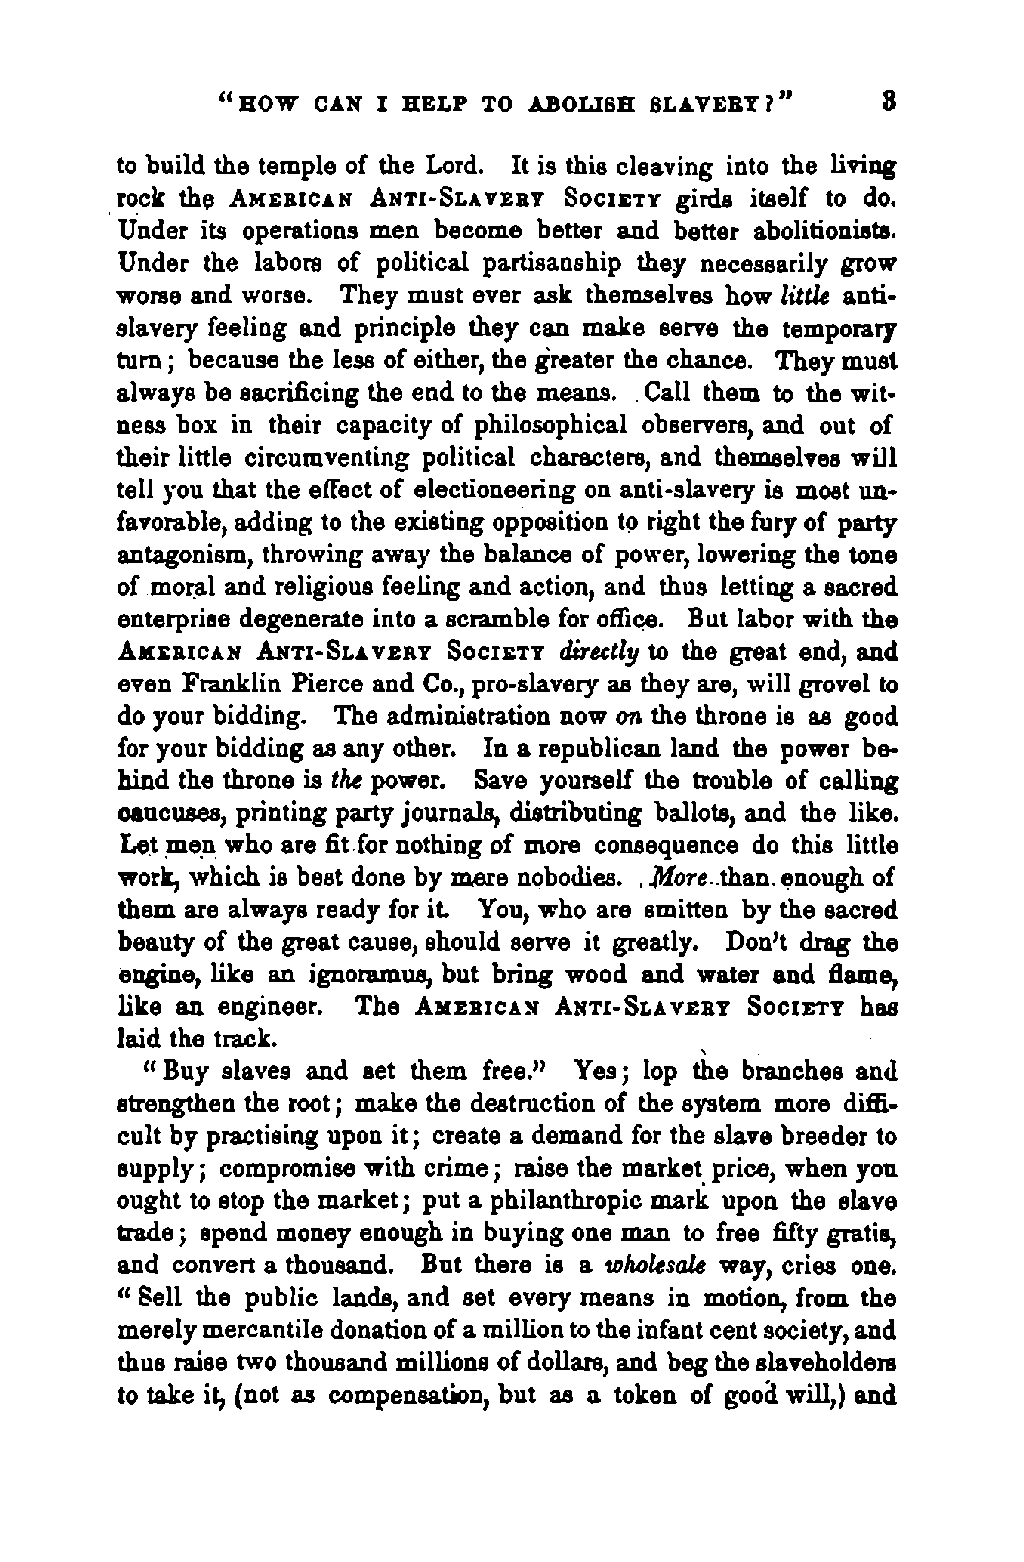 "HOW CAN I HELP TO ABOLISH SLAVERY?" 3
to build the temple of the Lord. It is this cleaving into the living
rock the AMERICAN ANTI-SLAVERY SOCIETY girds itself to do.
Under its operations men become better and better abolitionists.
Under the labors of political partisanship they necessarily grow
worse and worse. They must ever ask themselves how little anti-
slavery feeling and principle they can make serve the temporary
turn; because the less of either, the greater the chance. They must
always be sacrificing the end to the means. Call them to the wit-
ness box in their capacity of philosophical observers, and out of
their little circumventing political characters, and themselves will
tell you that the effect of electioneering on anti-slavery is most un-
favorable, adding to the existing opposition to right the fury of party
antagonism, throwing away the balance of power, lowering the tone
of moral and religious feeling and action, and thus letting a sacred
enterprise degenerate into a scramble for office. But labor with the
AMERICAN ANTI-SLAVERY SOCIETY directly to the great end, and
even Franklin Pierce and Co., pro-slavery as they are, will grovel to
do your bidding. The administration now on the throne is as good
for your bidding as any other. In a republican land the power be-
hind the throne is the power. Save yourself the trouble of calling
caucuses, printing party journals, distributing ballots, and the like.
Let men who are fit for nothing of more consequence do this little
work, which is best done by mere nobodies. More than enough of
them are always ready for it. You, who are smitten by the sacred
beauty of the great cause, should serve it greatly. Don't drag the
engine, like an ignoramus, but bring wood and water and flame,
like an engineer. The AMERICAN ANTI-SLAVERY SOCIETY has
laid the track.
"Buy slaves and set them free." Yes; lop the branches and
strengthen the root; make the destruction of the system more diffi-
cult by practising upon it; create a demand for the slave breeder to
supply; compromise with crime; raise the market price, when you
ought to stop the market; put a philanthropic mark upon the slave
trade; spend money enough in buying one man to free fifty gratis,
and convert a thousand. But there is a wholesale way, cries one.
"Sell the public lands, and set every means in motion, from the
merely mercantile donation of a million to the infant cent society, and
thus raise two thousand millions of dollars, and beg the slaveholders
to take it, (not as compensation, but as a token of good will,) and